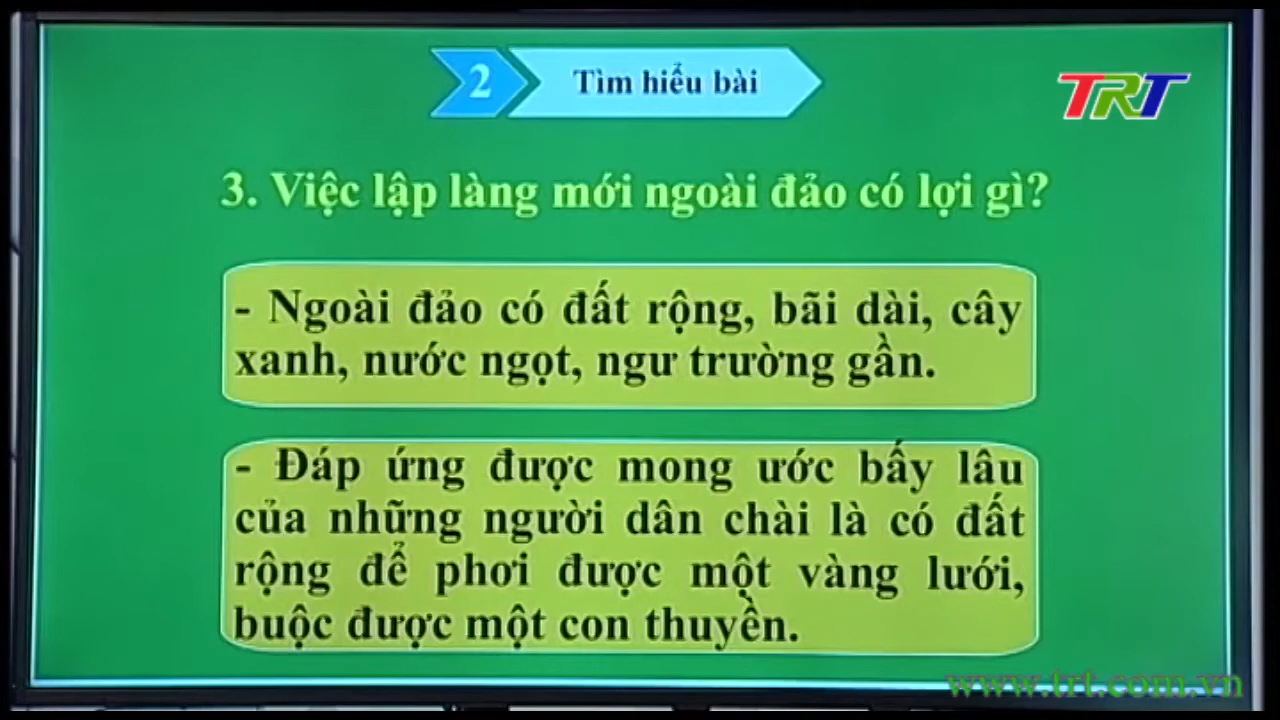 2
Tìm hiểu bài
TRT
3. Việc lập làng mới ngoài đảo có lợi gì?
- Ngoài đảo có đất rộng, bãi dài, cây
xanh, nước ngọt, ngư trường gần.
- Đáp ứng được mong ước bấy lâu
của những người dân chài là có đất
rộng để phơi được một vàng lưới,
buộc được một con thuyền.
www.trt.com.vn